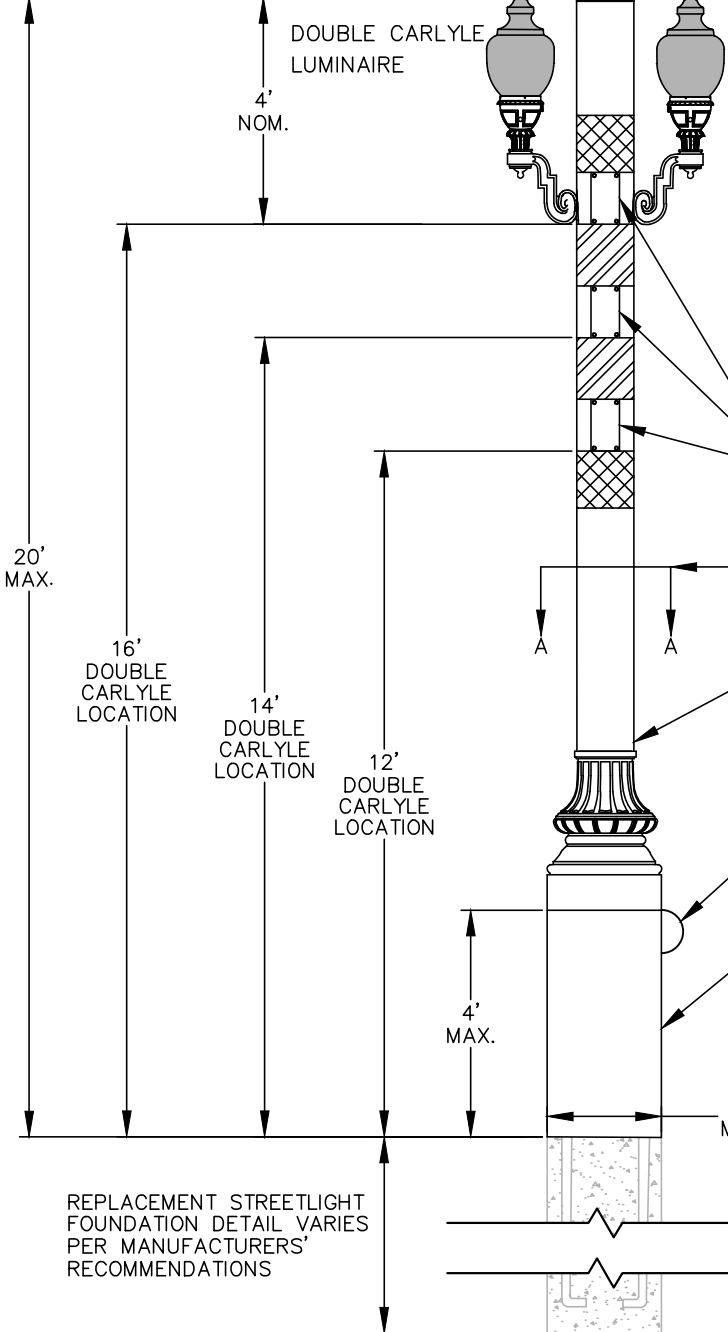 DOUBLE CARLYLE
LUMINAIRE
4'
NOM.
20'
MAX.
16'
DOUBLE
CARLYLE
LOCATION
14'
DOUBLE
CARLYLE
LOCATION
12'
DOUBLE
CARLYLE
LOCATION
A
A
4'
MAX.
REPLACEMENT STREETLIGHT
FOUNDATION DETAIL VARIES
PER MANUFACTURERS'
RECOMMENDATIONS